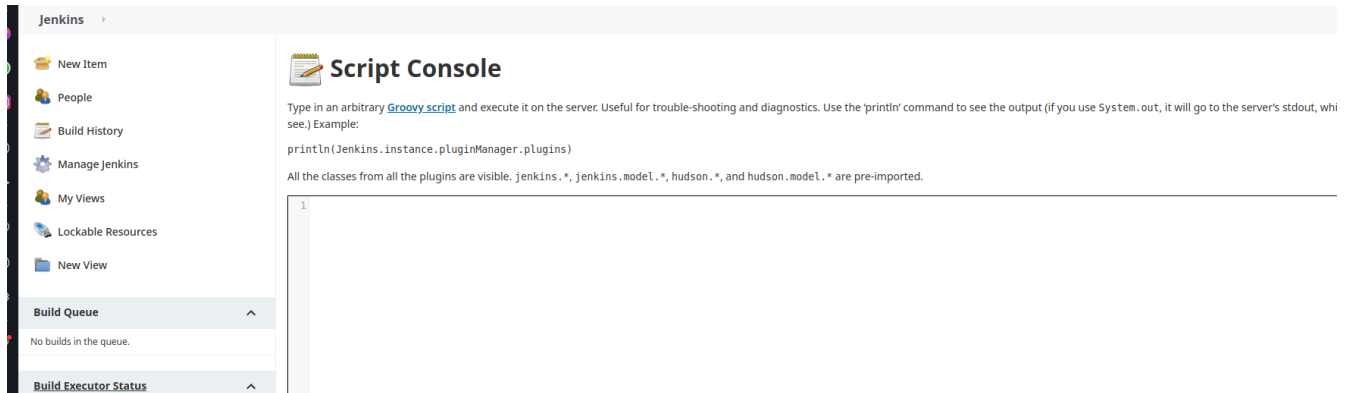 Jenkins
New Item
People
Build History
Manage Jenkins
My Views
Lockable Resources
New View
Build Queue
No builds in the queue.
Build Executor Status
Script Console
Type in an arbitrary Groovy script and execute it on the server. Useful for trouble-shooting and diagnostics. Use the ‘println’ command to see the output (if you use System.out, it will go to the server’s stdout,
see.) Example:
println(Jenkins.instance.pluginManager.plugins)
All the classes from all the plugins are visible. jenkins.*, jenkins.model.*, hudson.*, and hudson.model.* are pre-imported.
1